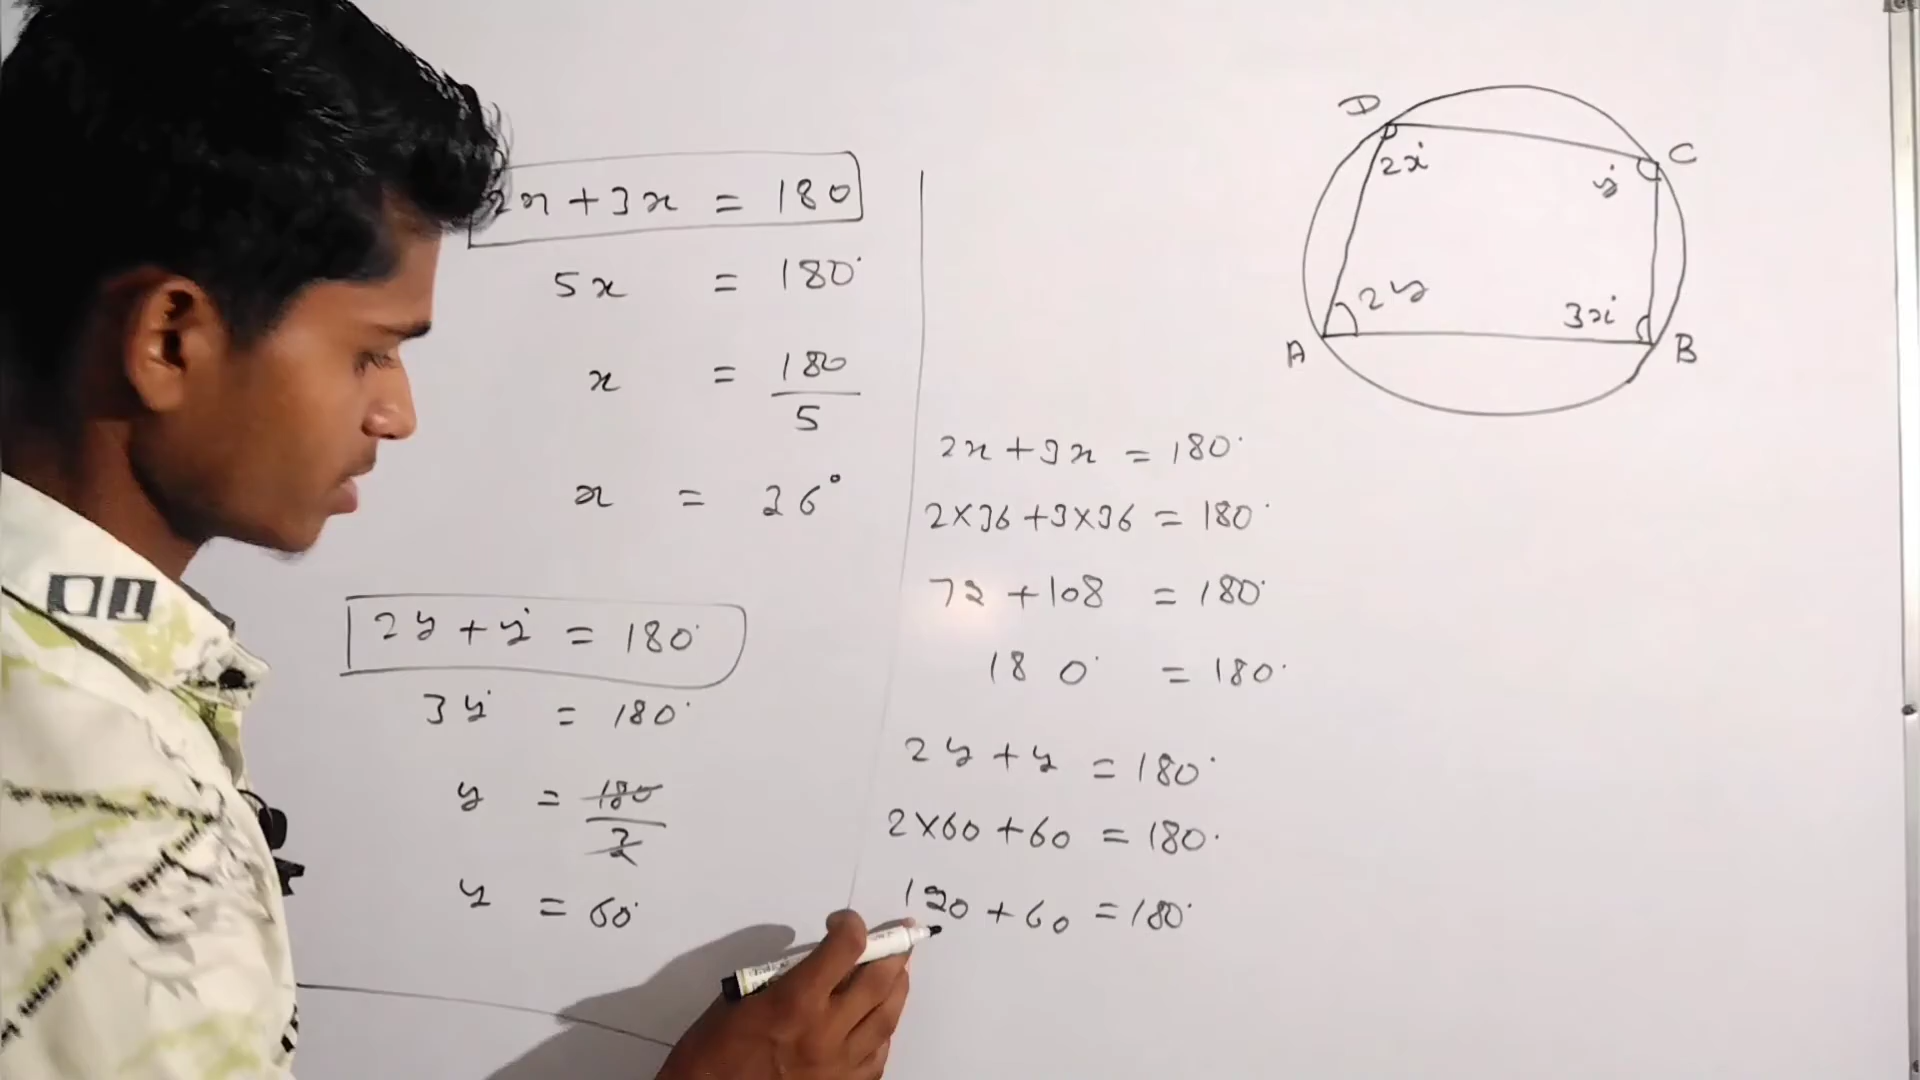 2x + 3x = 180
5x = 180°
x = 180/5
x = 36°
2y + y = 180°
3y = 180°
y = 180/3
y = 60°
D
C
2x
y
2y
3x
A
B
2x + 3x = 180°
2×36 + 3×36 = 180°
72 + 108 = 180°
180° = 180°
2y + y = 180°
2×60 + 60 = 180°
120 + 60 = 180°